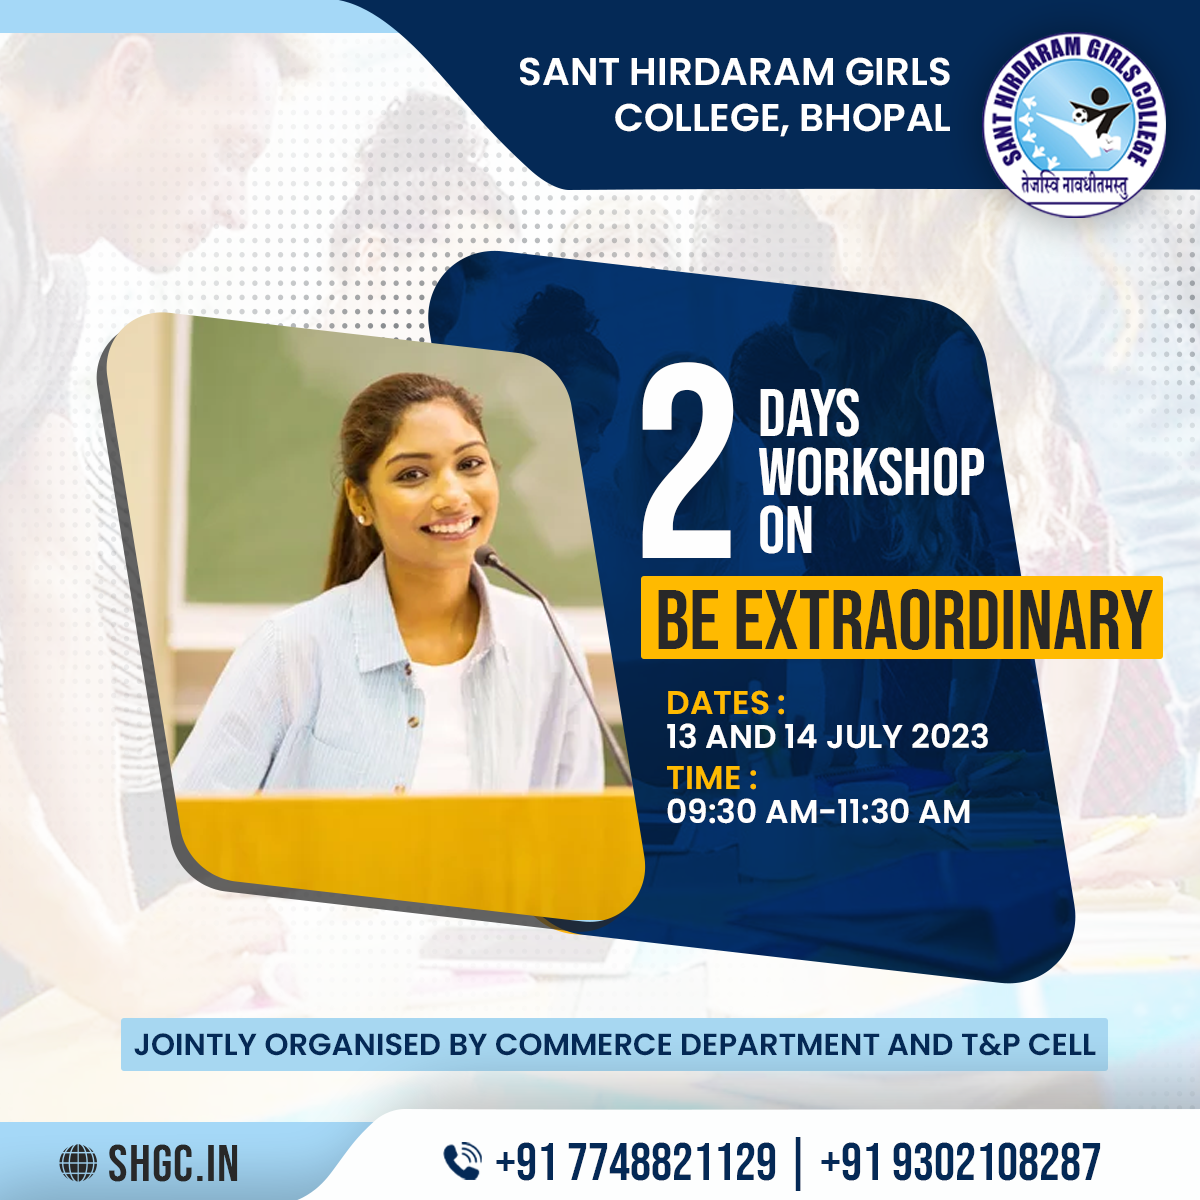 SANT HIRDARAM GIRLS
COLLEGE, BHOPAL
SANT HIRDARAM GIRLS COLLEGE
तेजस्वि नावधीतमस्तु
2 DAYS
WORKSHOP
ON
BE EXTRAORDINARY
DATES :
13 AND 14 JULY 2023
TIME :
09:30 AM-11:30 AM
JOINTLY ORGANISED BY COMMERCE DEPARTMENT AND T&P CELL
SHGC.IN
+91 7748821129 | +91 9302108287